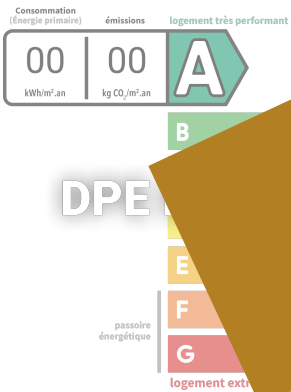 Consommation
(Énergie primaire)
émissions
logement très performant
00
00
A
kWh/m².an
kg CO₂/m².an
B
DPE
E
F
passoire
énergétique
G
logement